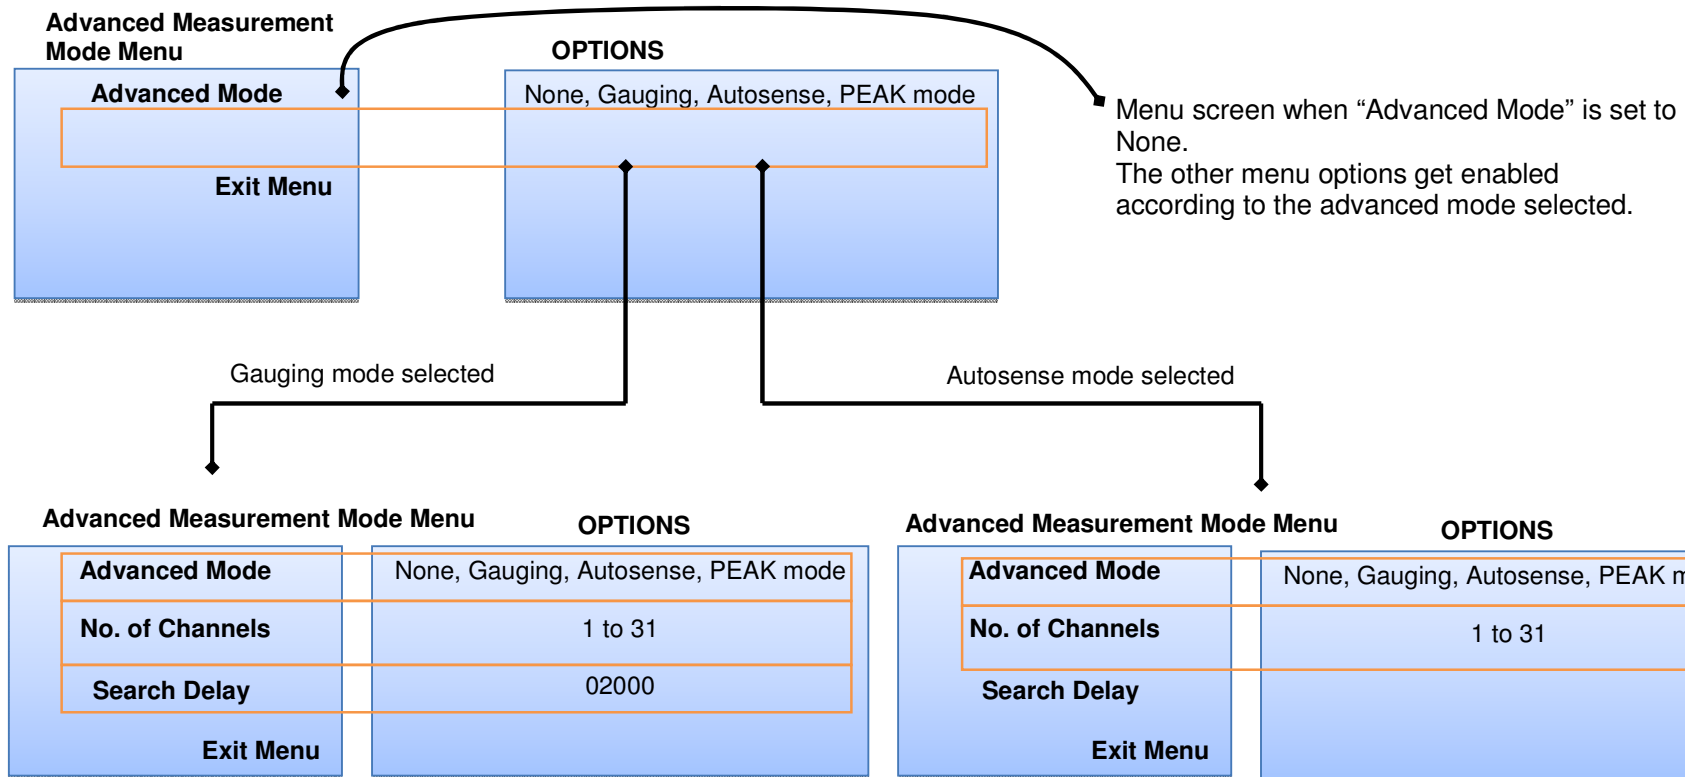 Advanced Measurement
Mode Menu
OPTIONS
Advanced Mode
None, Gauging, Autosense, PEAK mode
Exit Menu
Menu screen when “Advanced Mode” is set to
None.
The other menu options get enabled
according to the advanced mode selected.
Gauging mode selected
Autosense mode selected
Advanced Measurement Mode Menu
OPTIONS
Advanced Mode
None, Gauging, Autosense, PEAK mode
No. of Channels
1 to 31
Search Delay
02000
Exit Menu
Advanced Measurement Mode Menu
OPTIONS
Advanced Mode
None, Gauging, Autosense, PEAK
No. of Channels
1 to 31
Search Delay
Exit Menu